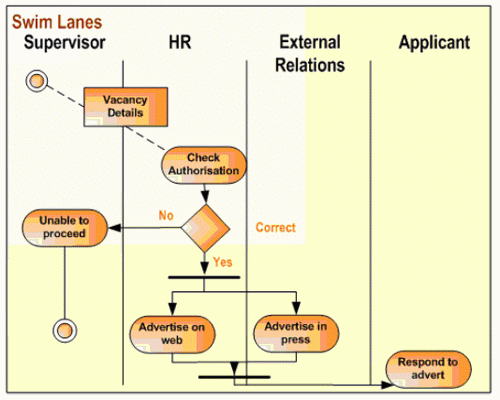 Swim Lanes
Supervisor
HR
External
Relations
Applicant
Vacancy
Details
Check
Authorisation
No
Unable to
proceed
Correct
Yes
Advertise on
web
Advertise in
press
Respond to
advert